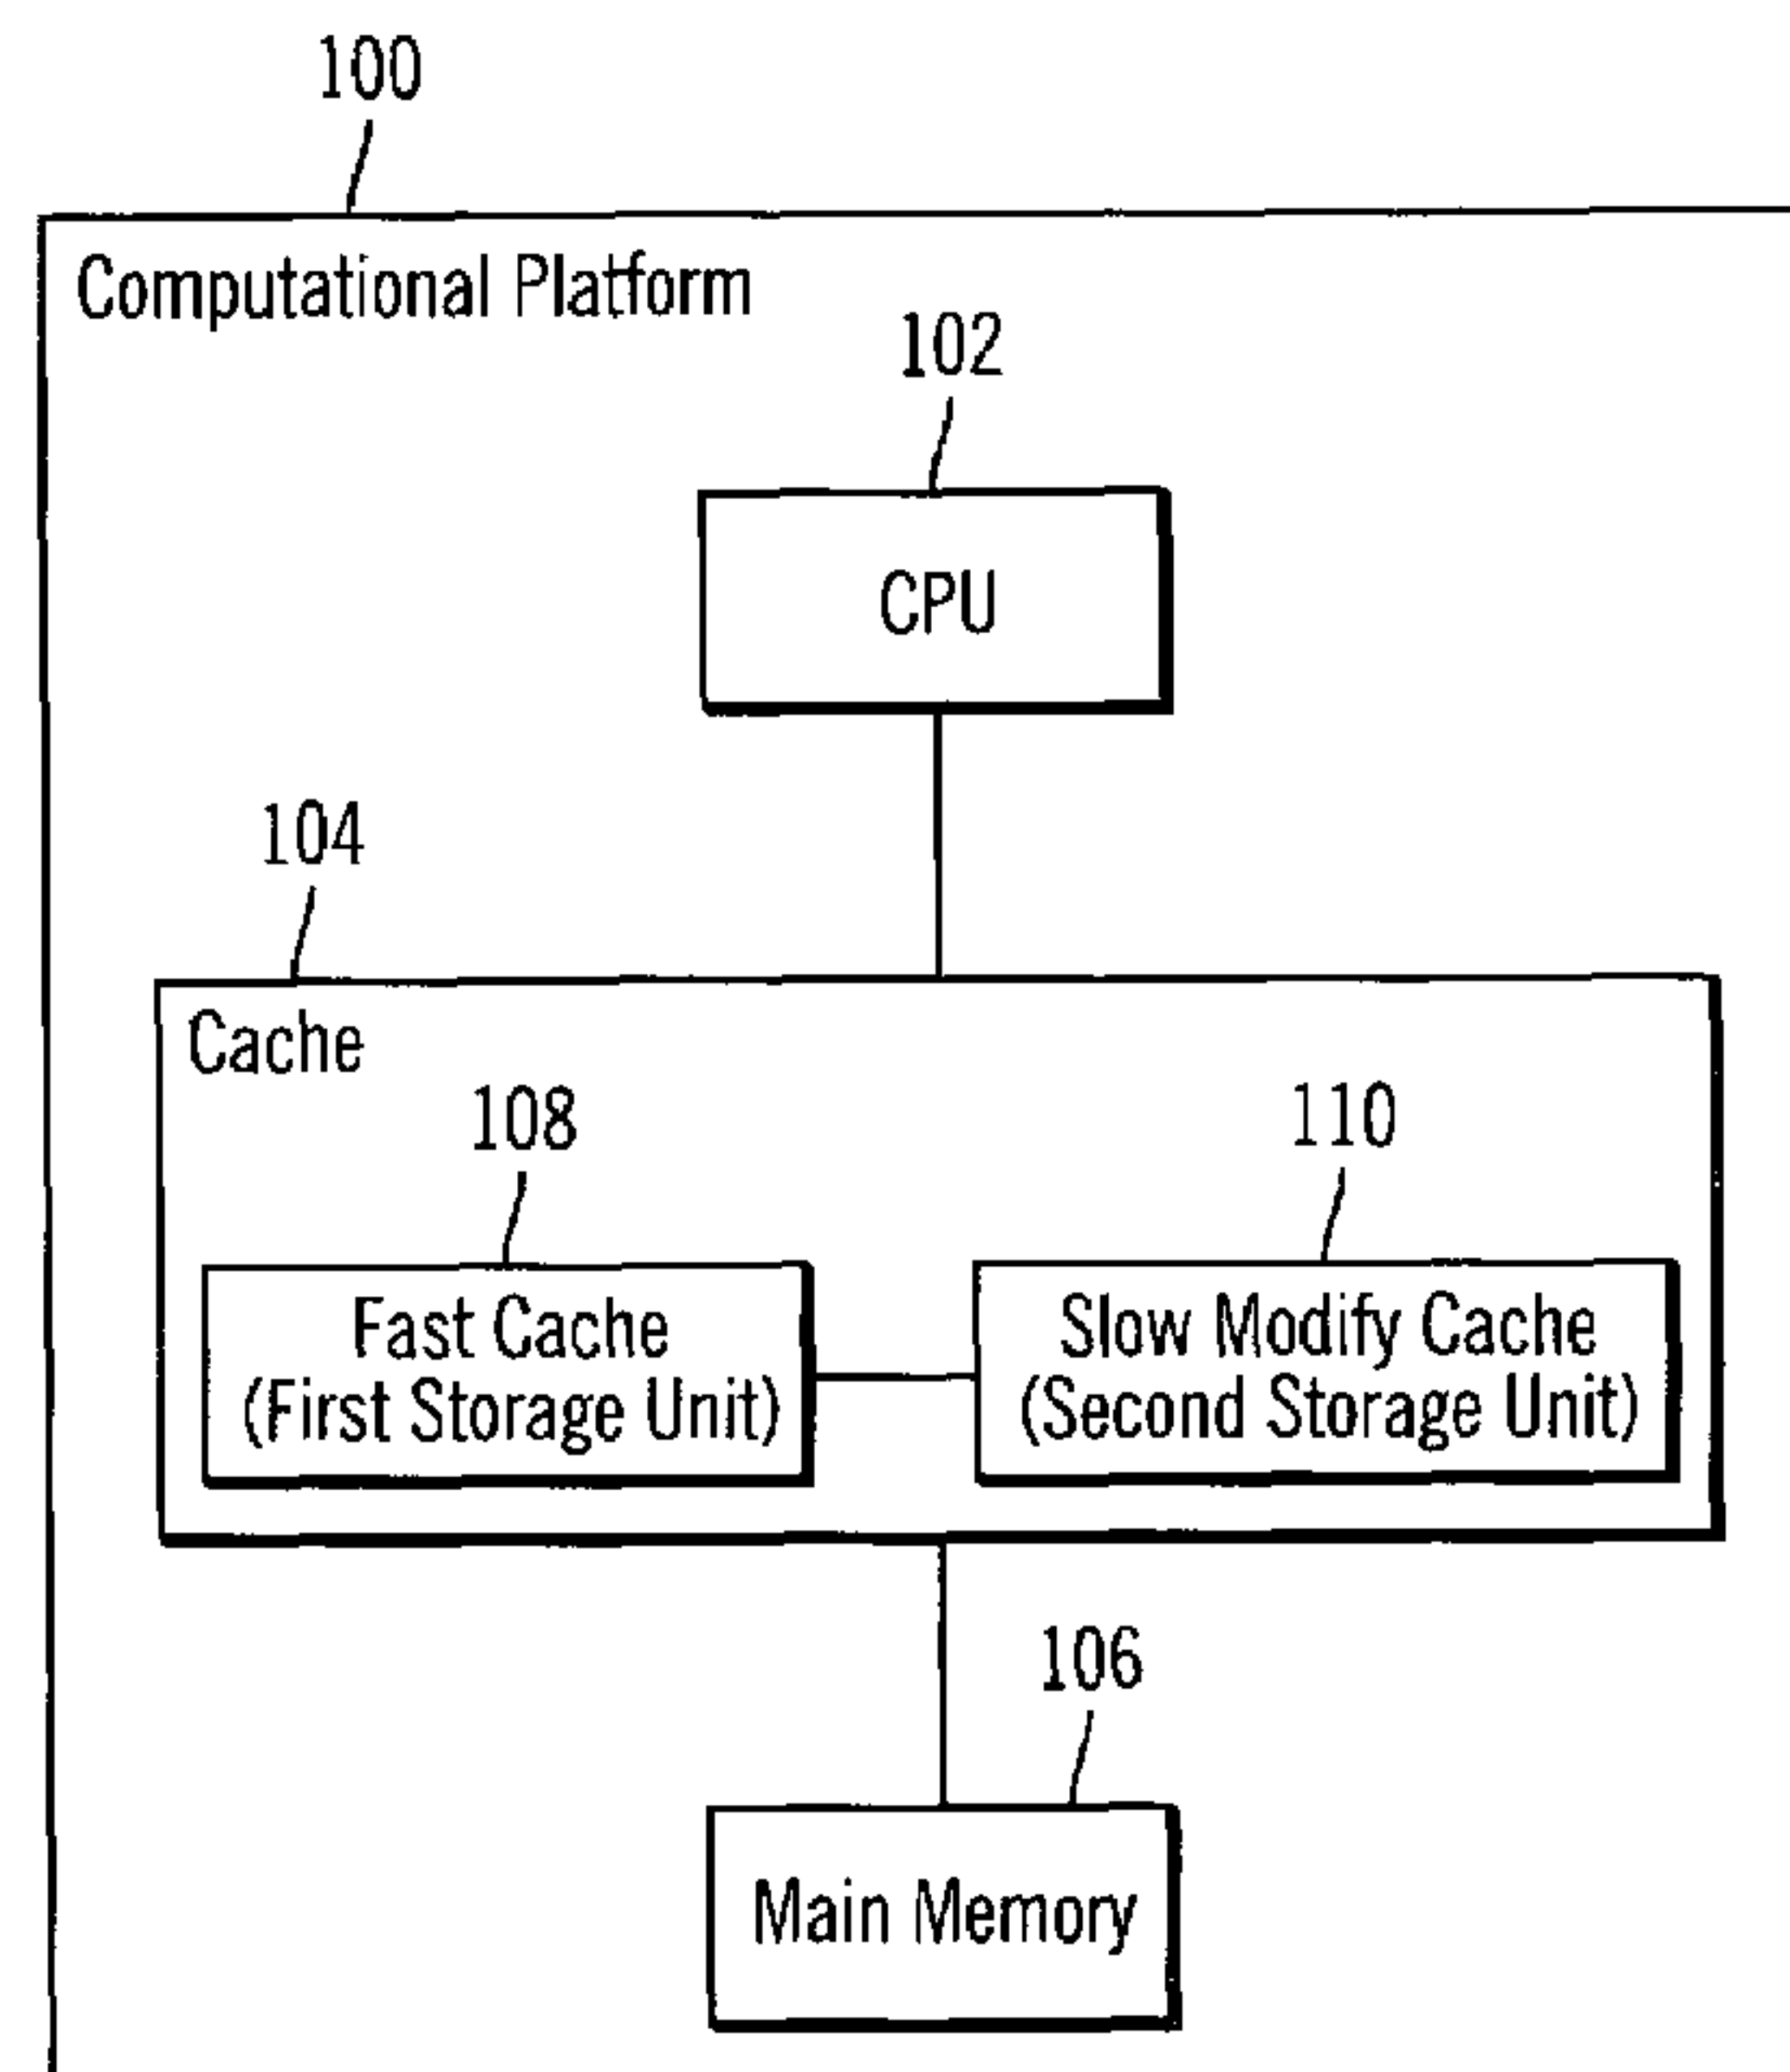 100
Computational Platform
102
CPU
104
Cache
108
110
Fast Cache
(First Storage Unit)
Slow Modify Cache
(Second Storage Unit)
106
Main Memory